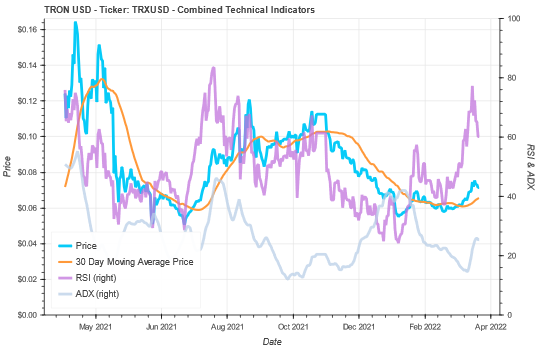 TRON USD - Ticker: TRXUSD - Combined Technical Indicators
$0.16
$0.14
$0.12
$0.10
$0.08
$0.06
$0.04
$0.02
$0.00
Price
100
80
60
40
20
0
RSI & ADX
Price
30 Day Moving Average Price
RSI (right)
ADX (right)
May 2021
Jun 2021
Aug 2021
Oct 2021
Dec 2021
Feb 2022
Apr 2022
Date